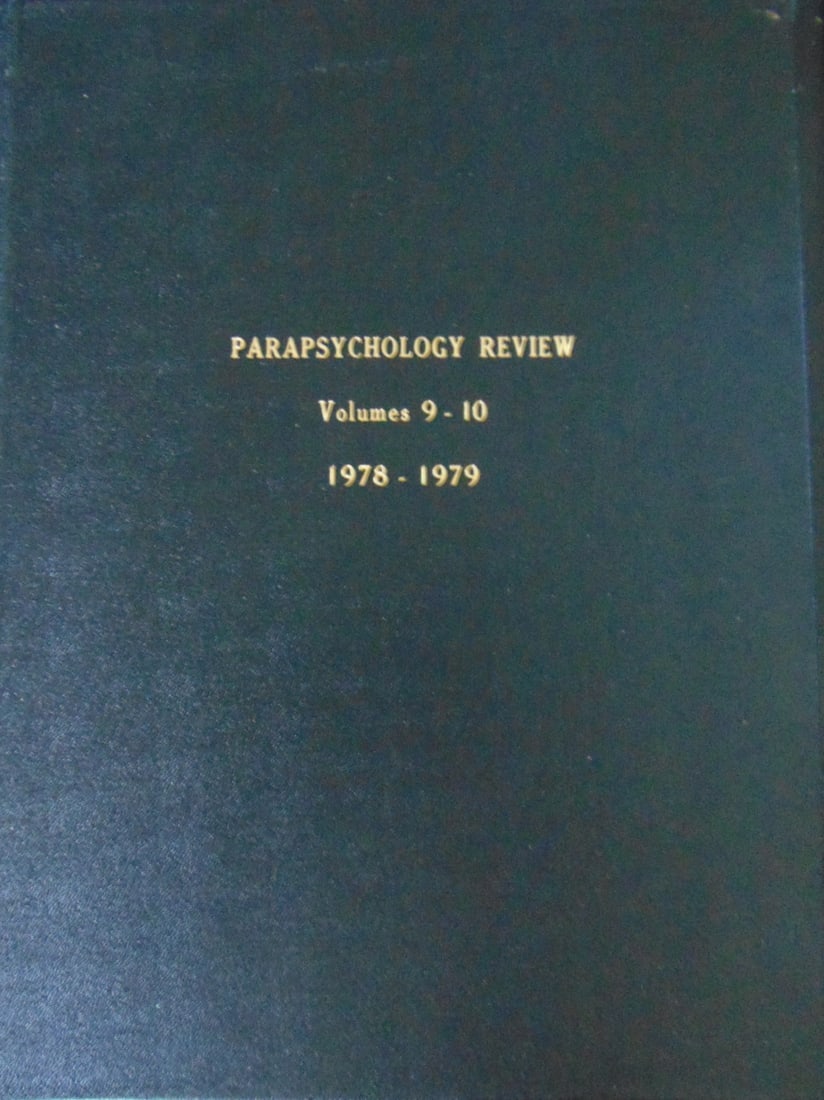 PARAPSYCHOLOGY REVIEW
Volumes 9 - 10
1978 - 1979